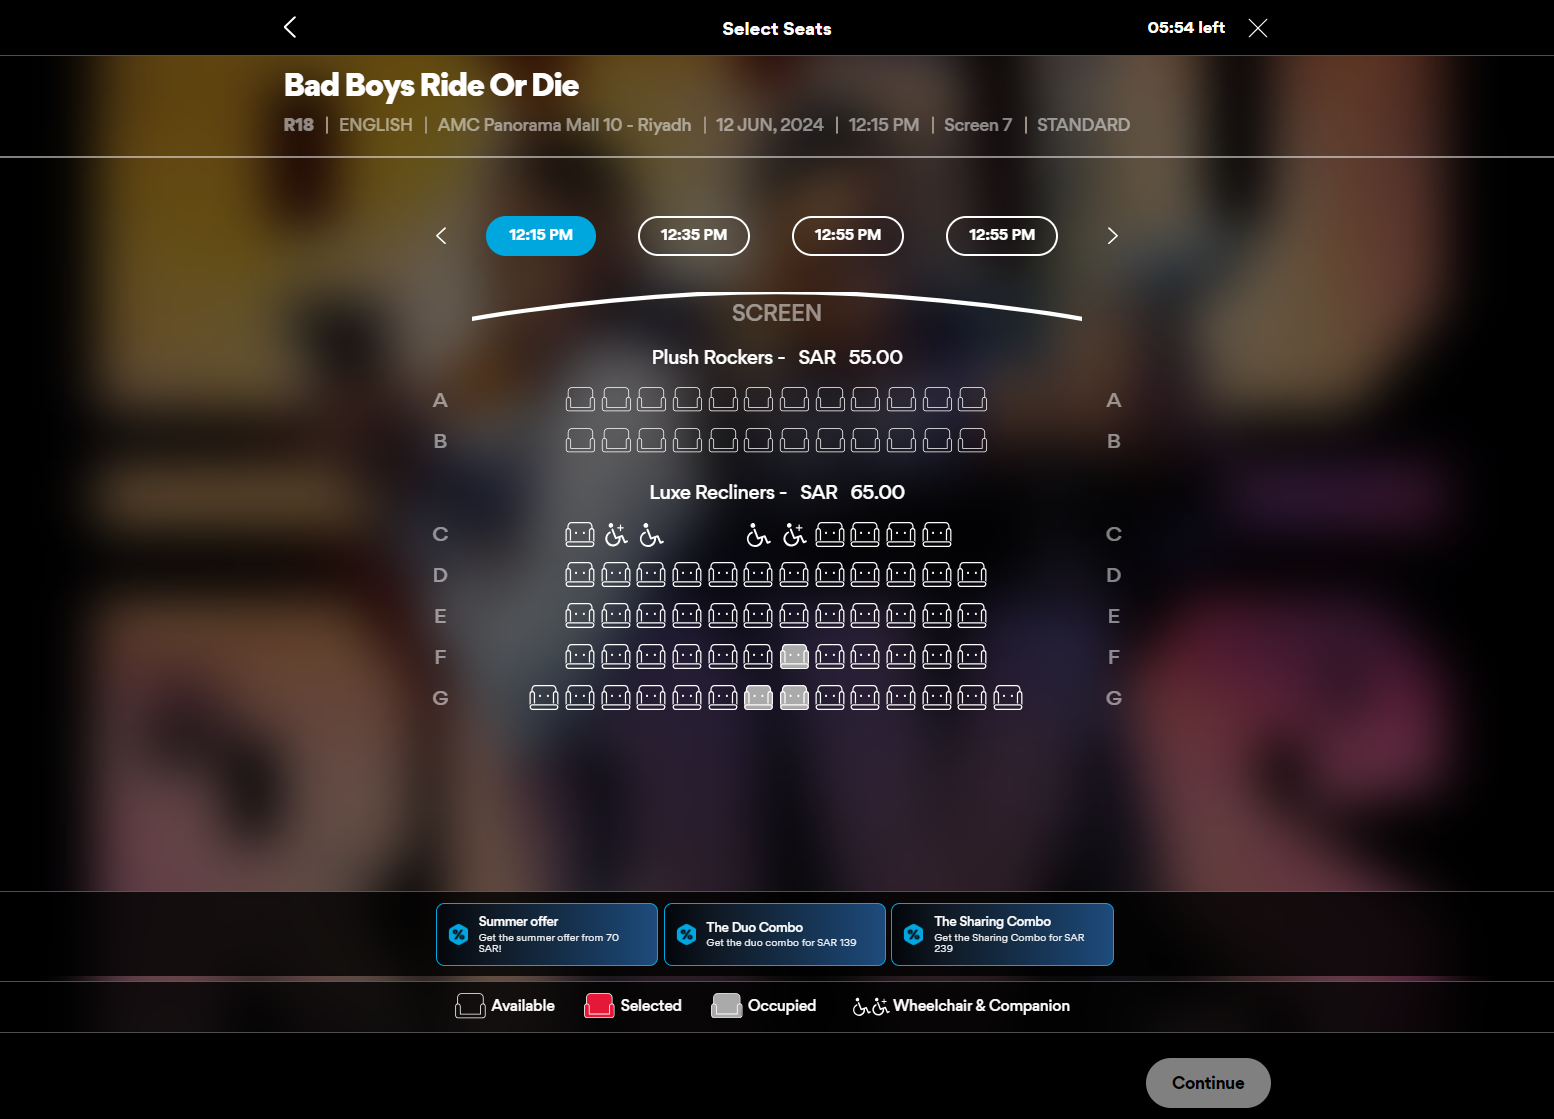 Select Seats
05:54 left
Bad Boys Ride Or Die
R18 | ENGLISH | AMC Panorama Mall 10 - Riyadh | 12 JUN, 2024 | 12:15 PM | Screen 7 | STANDARD
12:15 PM 12:35 PM 12:55 PM 12:55 PM
SCREEN
Plush Rockers - SAR 55.00
A A
B B
Luxe Recliners - SAR 65.00
C C
D D
E E
F F
G G
Summer offer
Get the summer offer from 70
SAR!
The Duo Combo
Get the duo combo for SAR 139
The Sharing Combo
Get the Sharing Combo for SAR
239
Available Selected Occupied Wheelchair & Companion
Continue